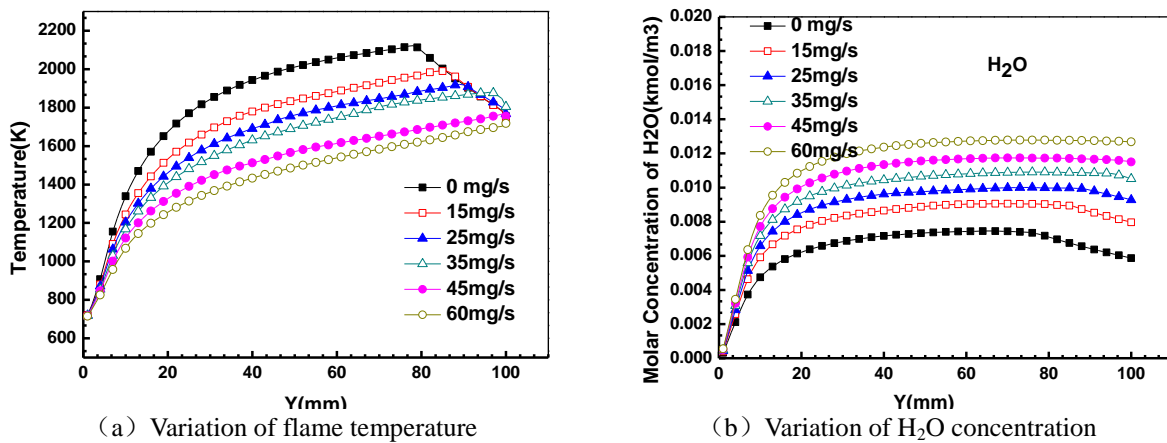 2200
2000
1800
1600
1400
1200
1000
800
600
Temperature(K)
0 mg/s
15mg/s
25mg/s
35mg/s
45mg/s
60mg/s
0 20 40 60 80 100
Y(mm)
(a) Variation of flame temperature
0.020
0.018
0.016
0.014
0.012
0.010
0.008
0.006
0.004
0.002
0.000
Molar Concentration of H2O(kmol/m3)
0 mg/s
15mg/s
25mg/s
35mg/s
45mg/s
60mg/s
H₂O
0 20 40 60 80 100
Y(mm)
(b) Variation of H₂O concentration